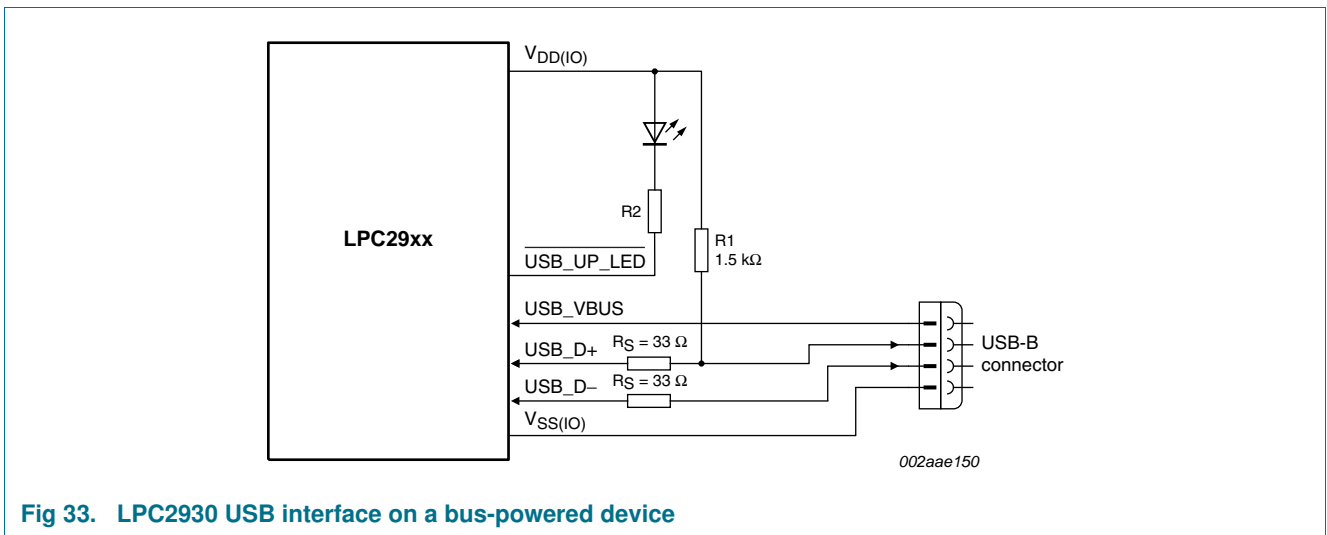 VDD(IO)
R2
R1
1.5 kΩ
LPC29xx
USB_UP_LED
USB_VBUS
USB_D+
RS = 33 Ω
USB-B
connector
USB_D−
RS = 33 Ω
VSS(IO)
002aae150
Fig 33. LPC2930 USB interface on a bus-powered device